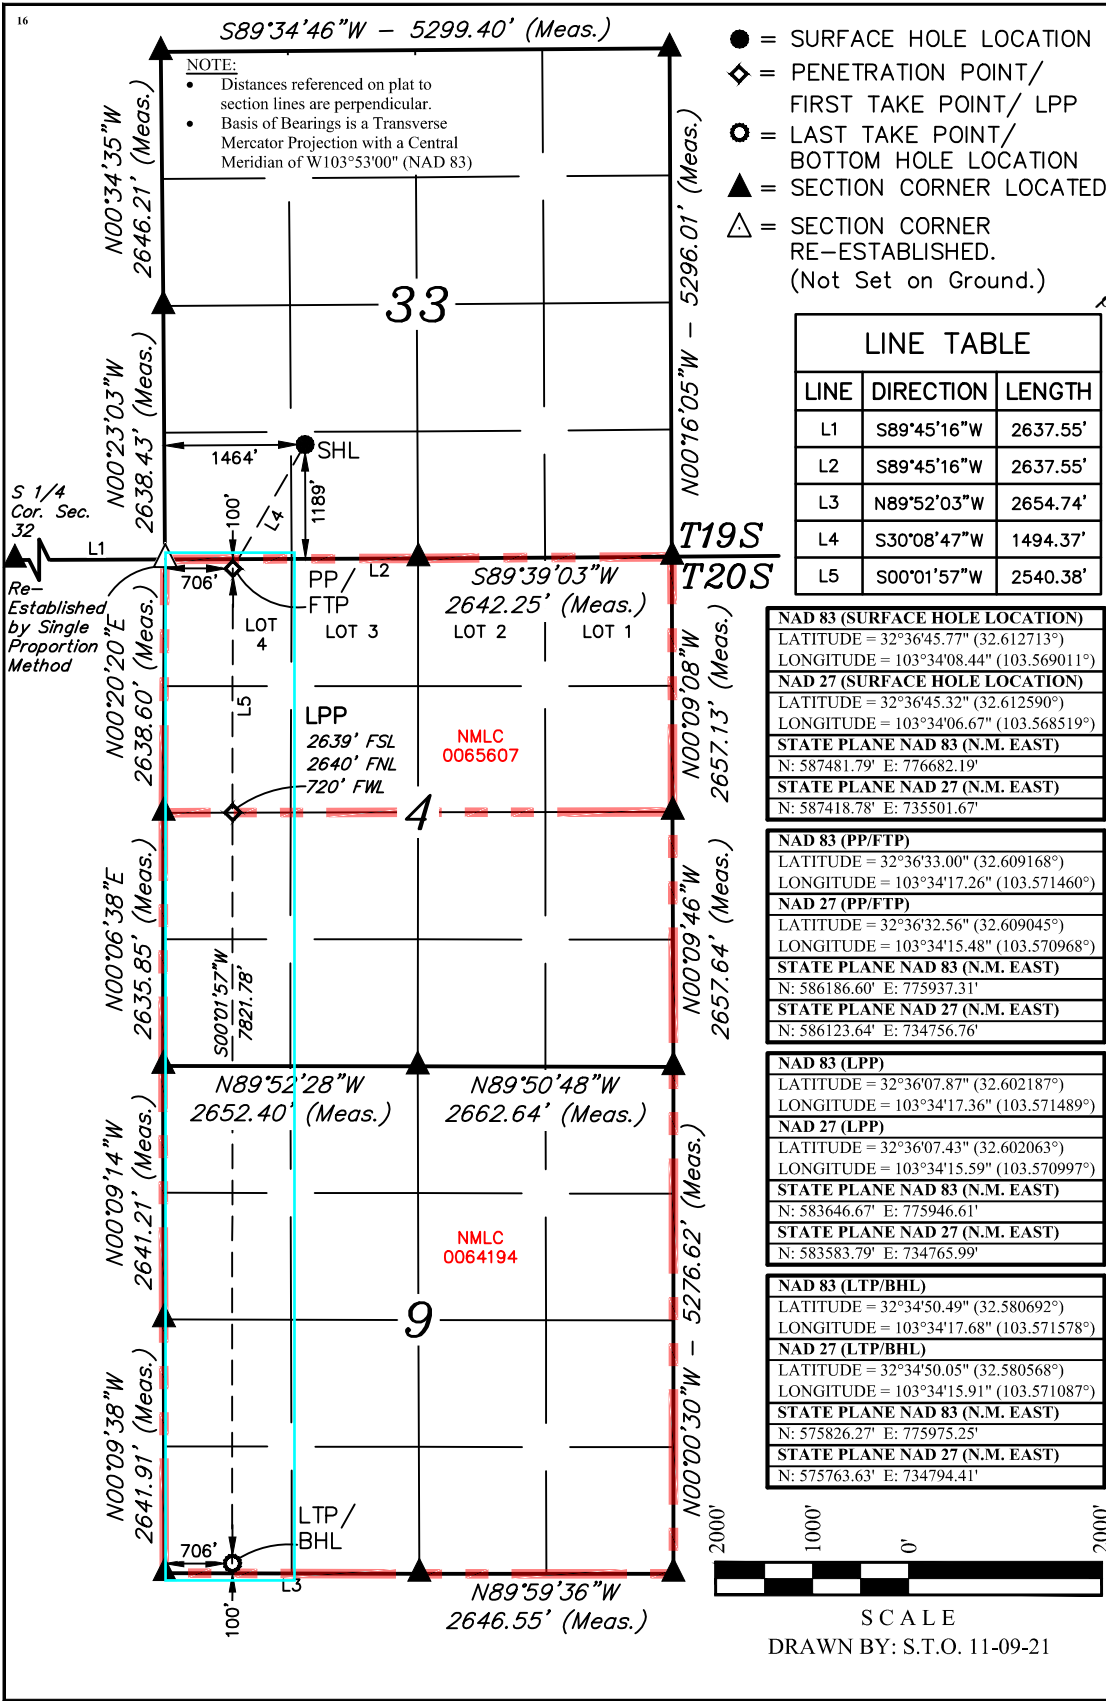 16
S89°34'46"W - 5299.40' (Meas.)
NOTE:
• Distances referenced on plat to
section lines are perpendicular.
• Basis of Bearings is a Transverse
Mercator Projection with a Central
Meridian of W103°53'00" (NAD 83)
N00°34'35"W
2646.21' (Meas.)
N00°23'03"W
2638.43' (Meas.)
N00°16'05"W - 5296.01' (Meas.)
33
1464'
SHL
1189'
100'
L4
S 1/4
Cor. Sec.
32
L1
L2
706'
PP/
FTP
Re-
Established
by Single
Proportion
Method
T19S
T20S
S89°39'03"W
2642.25' (Meas.)
LOT
4
LOT 3
LOT 2
LOT 1
N00°20'20"E
2638.60' (Meas.)
L5
LPP
2639' FSL
2640' FNL
720' FWL
NMLC
0065607
N00°09'08"W
2657.13' (Meas.)
4
N00°06'38"E
2635.85' (Meas.)
S00°01'57"W
7821.78'
N00°09'46"W
2657.64' (Meas.)
N89°52'28"W
2652.40' (Meas.)
N89°50'48"W
2662.64' (Meas.)
N00°09'14"W
2641.21' (Meas.)
NMLC
0064194
9
N00°00'30"W - 5276.62' (Meas.)
N00°09'38"W
2641.91' (Meas.)
LTP/
BHL
706'
100'
L3
N89°59'36"W
2646.55' (Meas.)
= SURFACE HOLE LOCATION
= PENETRATION POINT/
FIRST TAKE POINT/ LPP
= LAST TAKE POINT/
BOTTOM HOLE LOCATION
= SECTION CORNER LOCATED
= SECTION CORNER
RE-ESTABLISHED.
(Not Set on Ground.)
LINE TABLE
LINE DIRECTION LENGTH
L1 S89°45'16"W 2637.55'
L2 S89°45'16"W 2637.55'
L3 N89°52'03"W 2654.74'
L4 S30°08'47"W 1494.37'
L5 S00°01'57"W 2540.38'
NAD 83 (SURFACE HOLE LOCATION)
LATITUDE = 32°36'45.77" (32.612713°)
LONGITUDE = 103°34'08.44" (103.569011°)
NAD 27 (SURFACE HOLE LOCATION)
LATITUDE = 32°36'45.32" (32.612590°)
LONGITUDE = 103°34'06.67" (103.568519°)
STATE PLANE NAD 83 (N.M. EAST)
N: 587481.79' E: 776682.19'
STATE PLANE NAD 27 (N.M. EAST)
N: 587418.78' E: 735501.67'
NAD 83 (PP/FTP)
LATITUDE = 32°36'33.00" (32.609168°)
LONGITUDE = 103°34'17.26" (103.571460°)
NAD 27 (PP/FTP)
LATITUDE = 32°36'32.56" (32.609045°)
LONGITUDE = 103°34'15.48" (103.570968°)
STATE PLANE NAD 83 (N.M. EAST)
N: 586186.60' E: 775937.31'
STATE PLANE NAD 27 (N.M. EAST)
N: 586123.64' E: 734756.76'
NAD 83 (LPP)
LATITUDE = 32°36'07.87" (32.602187°)
LONGITUDE = 103°34'17.36" (103.571489°)
NAD 27 (LPP)
LATITUDE = 32°36'07.43" (32.602063°)
LONGITUDE = 103°34'15.59" (103.570997°)
STATE PLANE NAD 83 (N.M. EAST)
N: 583646.67' E: 775946.61'
STATE PLANE NAD 27 (N.M. EAST)
N: 583583.79' E: 734765.99'
NAD 83 (LTP/BHL)
LATITUDE = 32°34'50.49" (32.580692°)
LONGITUDE = 103°34'17.68" (103.571578°)
NAD 27 (LTP/BHL)
LATITUDE = 32°34'50.05" (32.580568°)
LONGITUDE = 103°34'15.91" (103.571087°)
STATE PLANE NAD 83 (N.M. EAST)
N: 575826.27' E: 775975.25'
STATE PLANE NAD 27 (N.M. EAST)
N: 575763.63' E: 734794.41'
2000' 1000' 0' 2000'
SCALE
DRAWN BY: S.T.O. 11-09-21